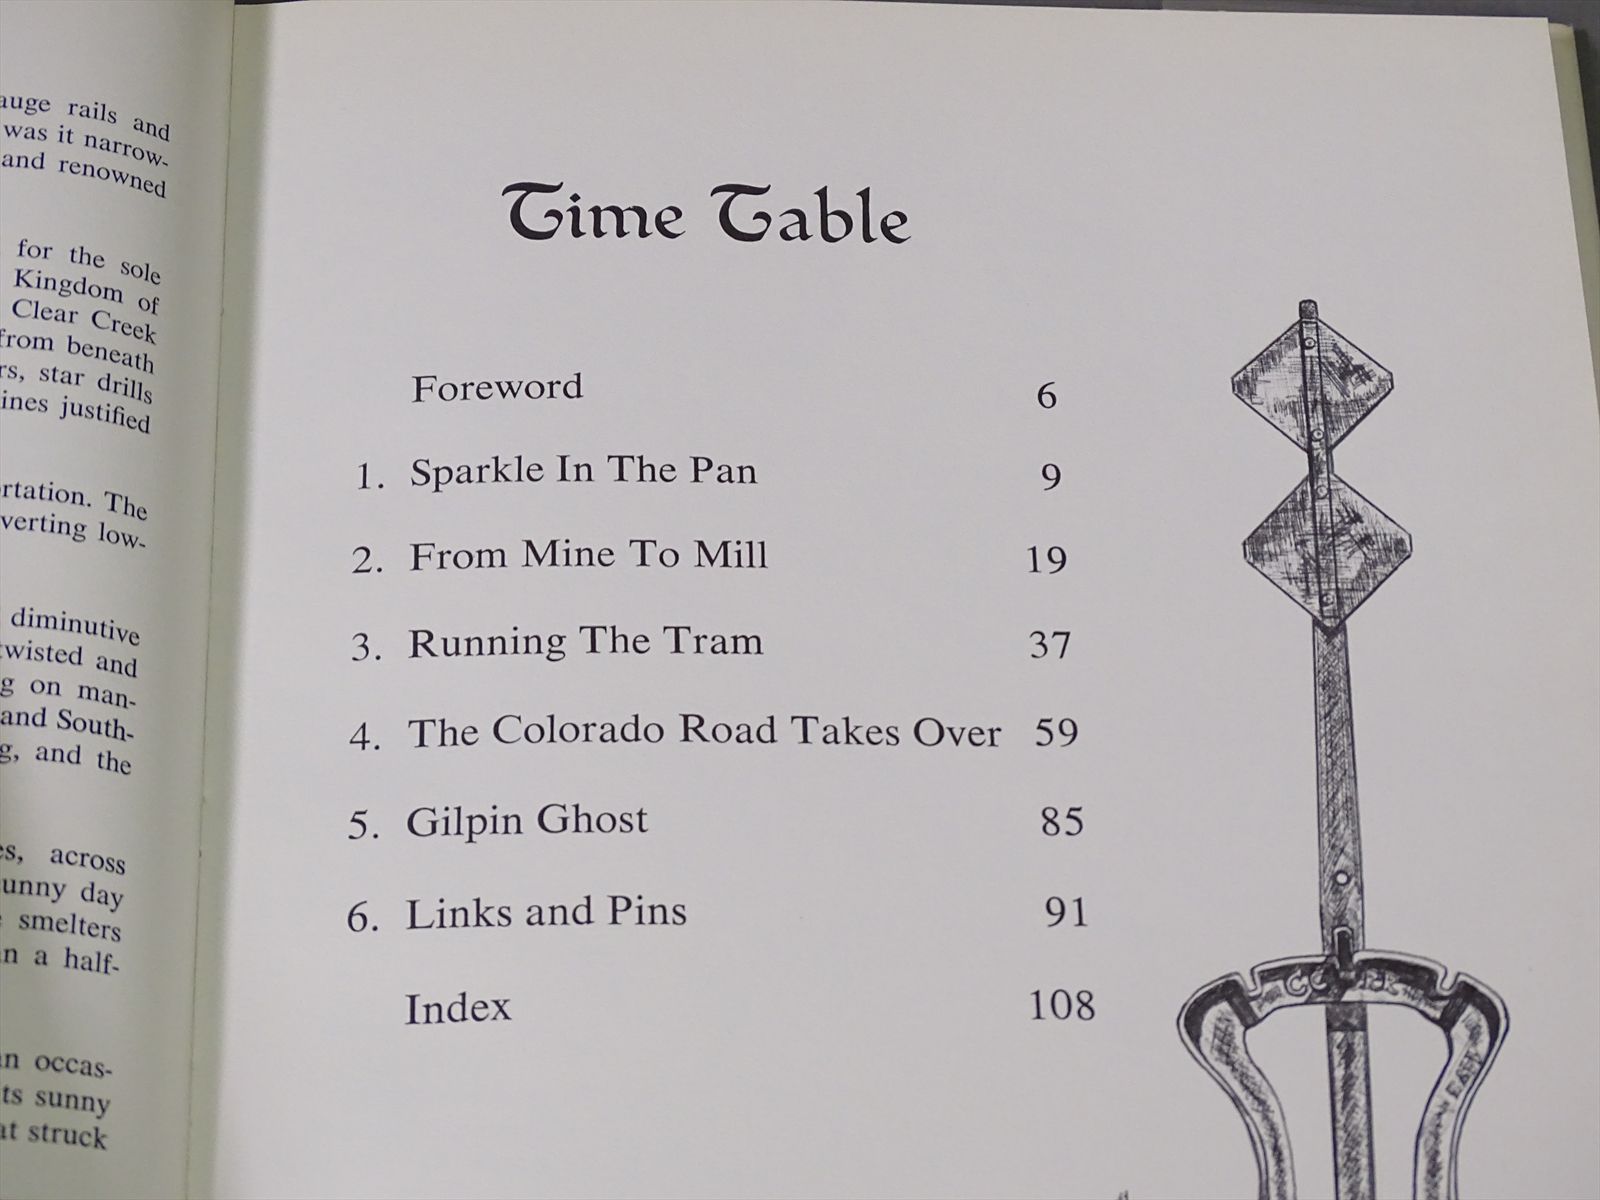 auge rails and
was it narrow-
and renowned
for the sole
Kingdom of
Clear Creek
from beneath
rs, star drills
ines justified
rtation. The
verting low-
diminutive
twisted and
g on man-
and South-
g, and the
es, across
sunny day
smelters
n a half-
an occas-
ts sunny
at struck
Time Table
Foreword 6
1. Sparkle In The Pan 9
2. From Mine To Mill 19
3. Running The Tram 37
4. The Colorado Road Takes Over 59
5. Gilpin Ghost 85
6. Links and Pins 91
Index 108